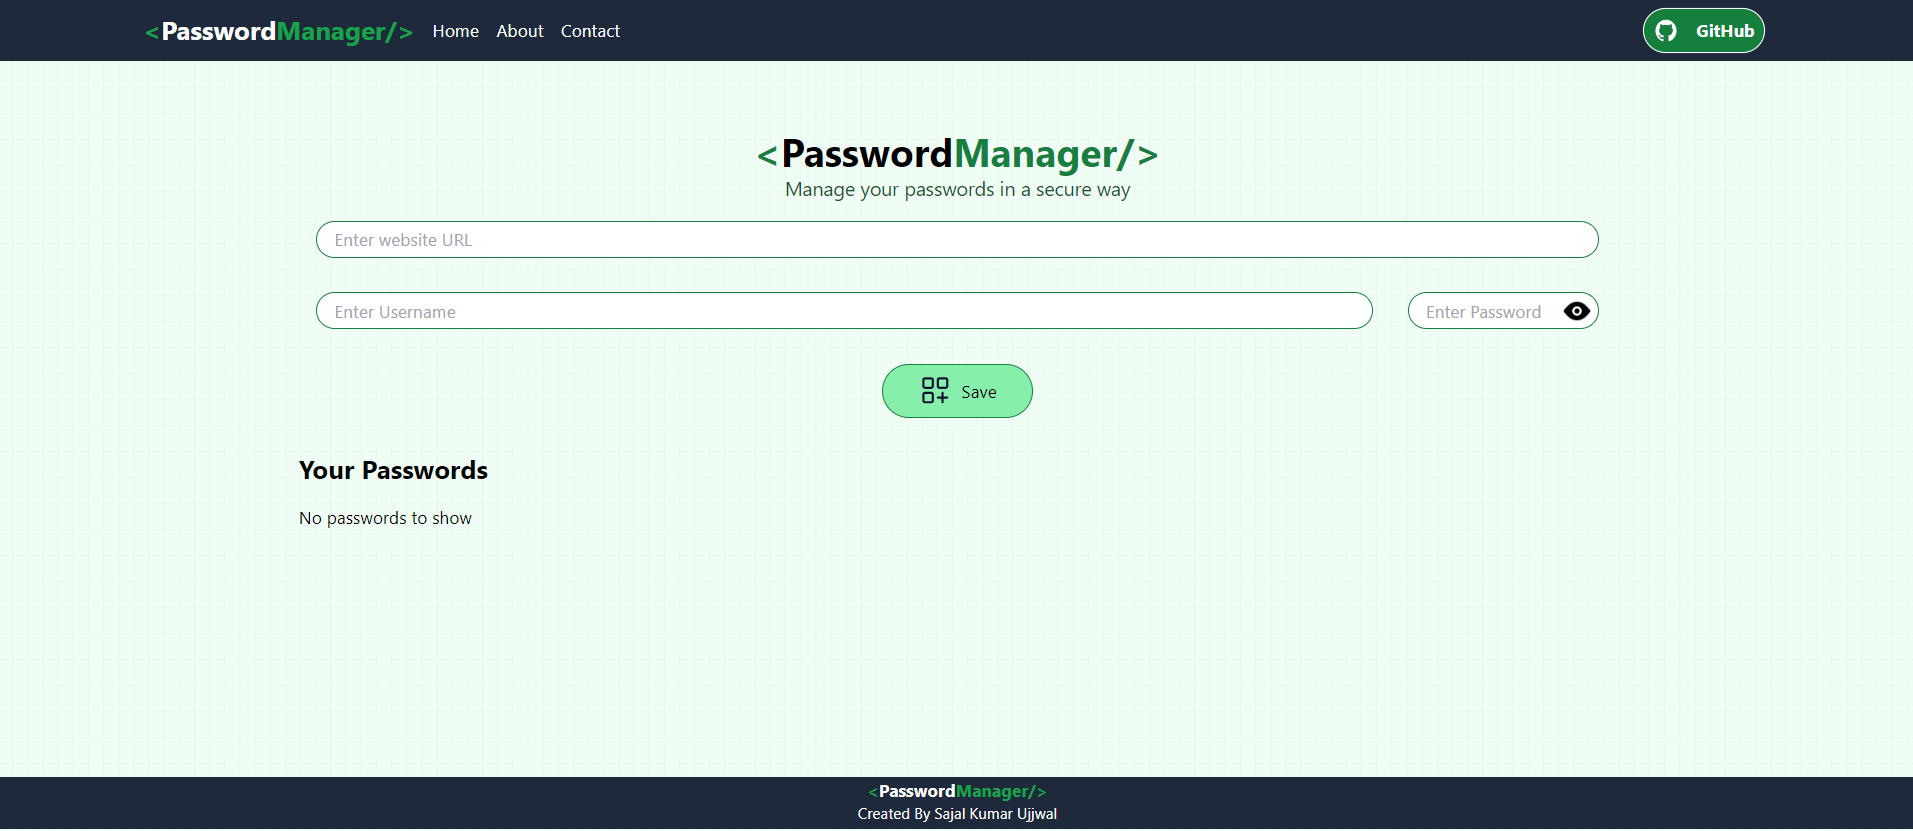 <PasswordManager/> Home About Contact GitHub
<PasswordManager/>
Manage your passwords in a secure way
Enter website URL
Enter Username Enter Password
Save
Your Passwords
No passwords to show
<PasswordManager/>
Created By Sajal Kumar Ujjwal